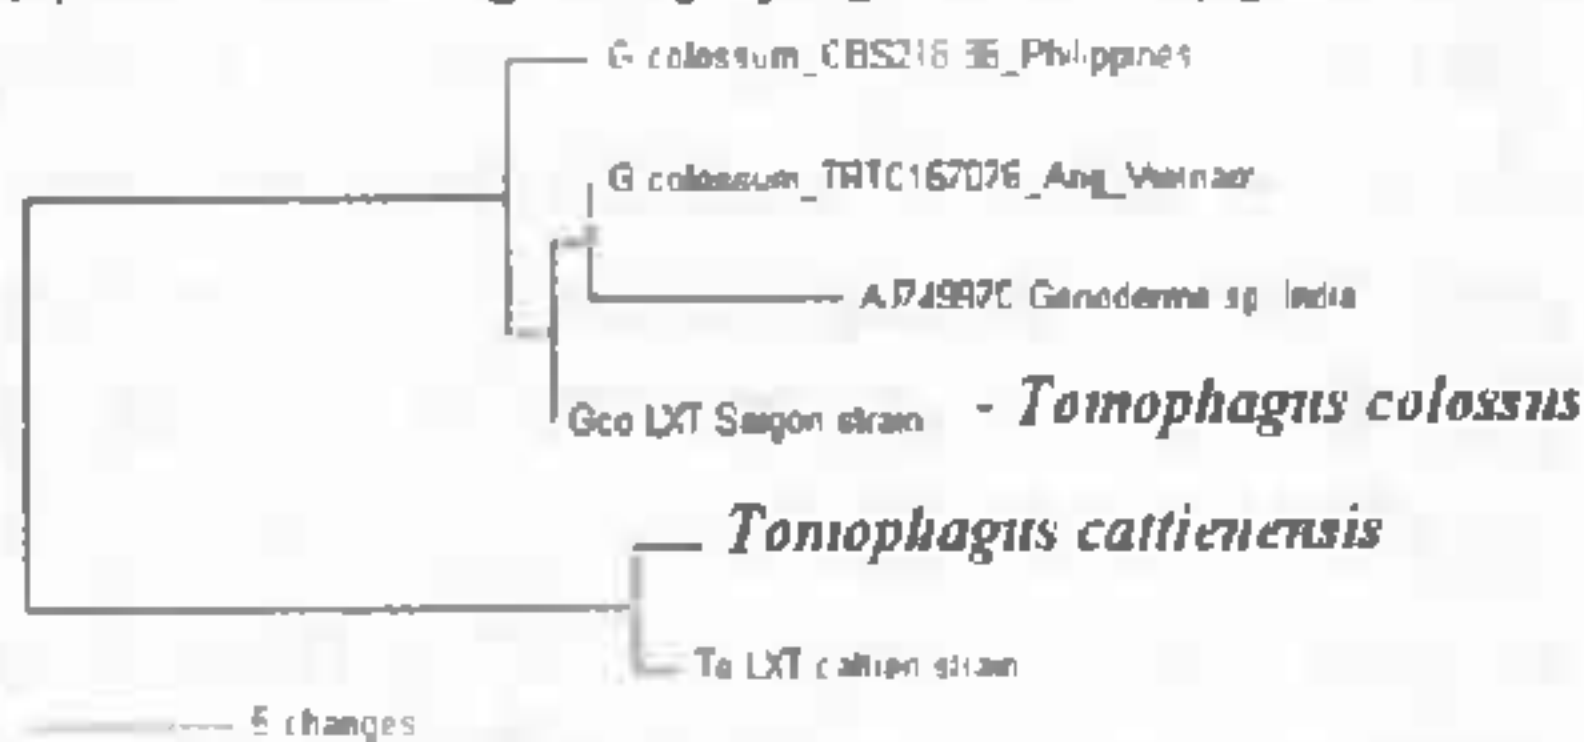 G colossum_CBS216 36_Philippines
G colossum_TRTC167076_Ang_Vietnam
AJ749970 Ganoderma sp India
Gco LXT Saigon strain - Tomophagus colossus
Tomophagus cattienensis
To LXT cattien strain
5 changes